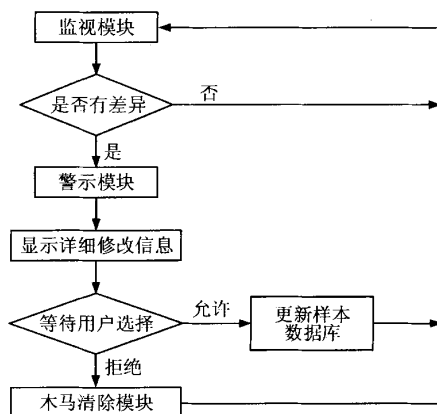 监视模块
是否有差异
否
是
警示模块
显示详细修改信息
等待用户选择
允许
更新样本
数据库
拒绝
木马清除模块